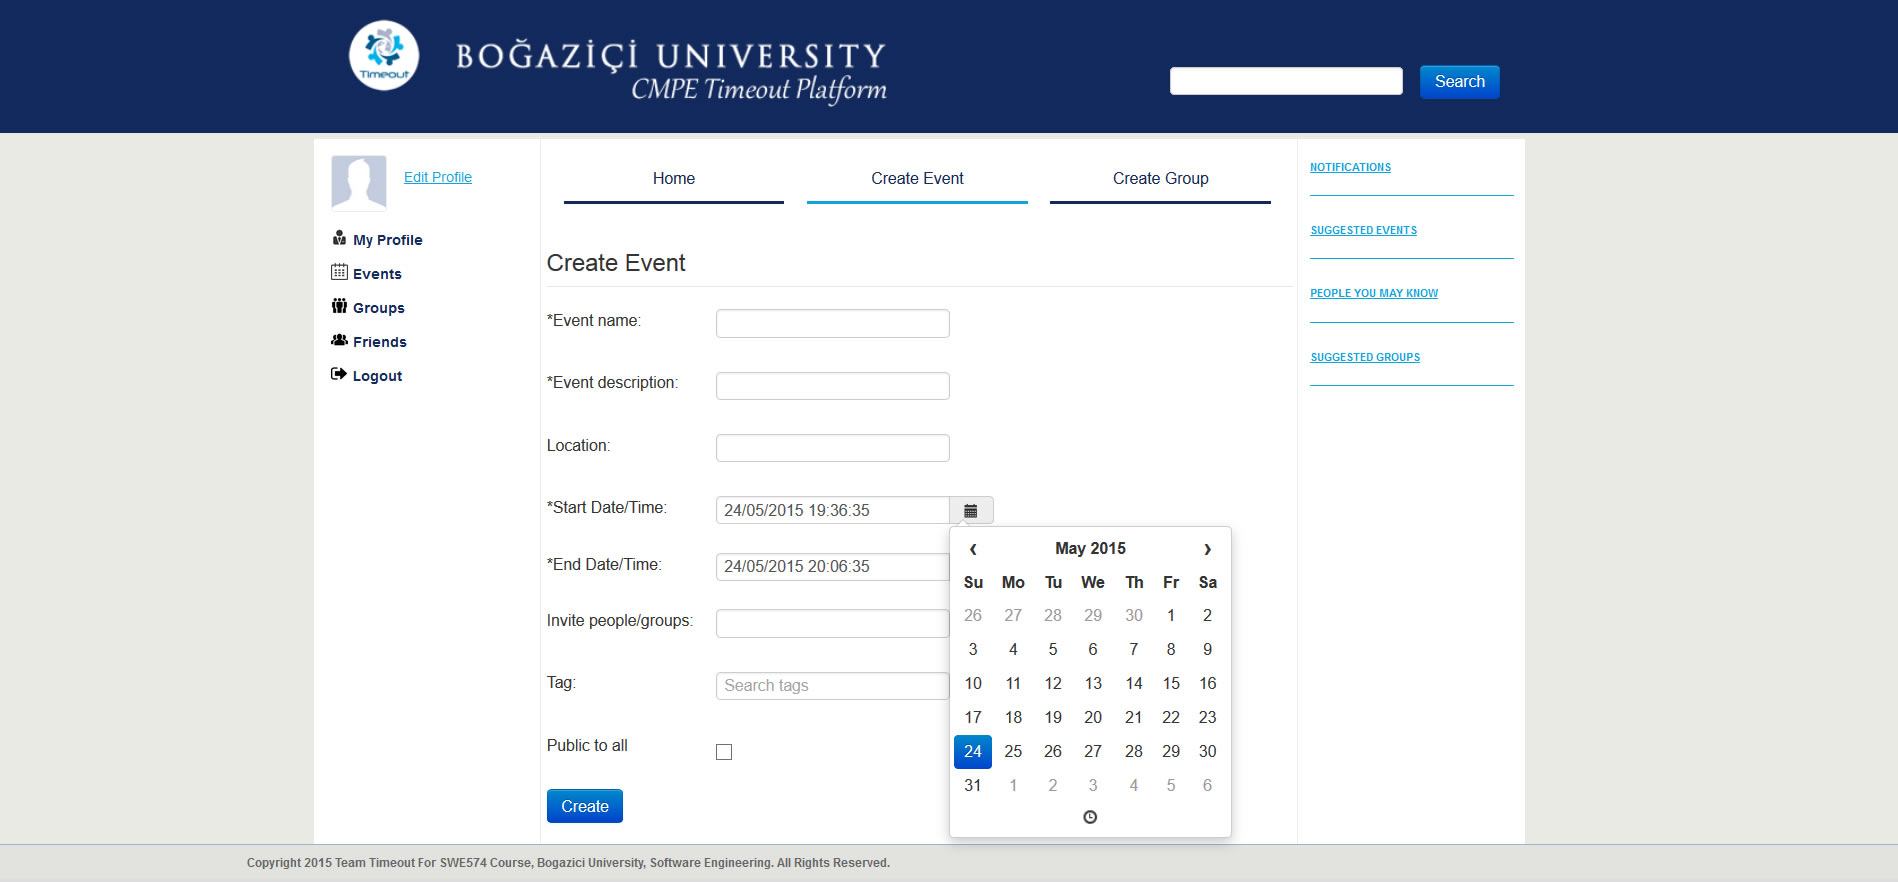 Timeout
BOĞAZİÇİ UNIVERSITY
CMPE Timeout Platform
Search
Edit Profile
My Profile
Events
Groups
Friends
Logout
Home
Create Event
Create Group
Create Event
*Event name:
*Event description:
Location:
*Start Date/Time:
24/05/2015 19:36:35
*End Date/Time:
24/05/2015 20:06:35
Invite people/groups:
Tag:
Search tags
Public to all
Create
‹ May 2015 ›
Su Mo Tu We Th Fr Sa
26 27 28 29 30 1 2
3 4 5 6 7 8 9
10 11 12 13 14 15 16
17 18 19 20 21 22 23
24 25 26 27 28 29 30
31 1 2 3 4 5 6
NOTIFICATIONS
SUGGESTED EVENTS
PEOPLE YOU MAY KNOW
SUGGESTED GROUPS
Copyright 2015 Team Timeout For SWE574 Course, Bogazici University, Software Engineering. All Rights Reserved.